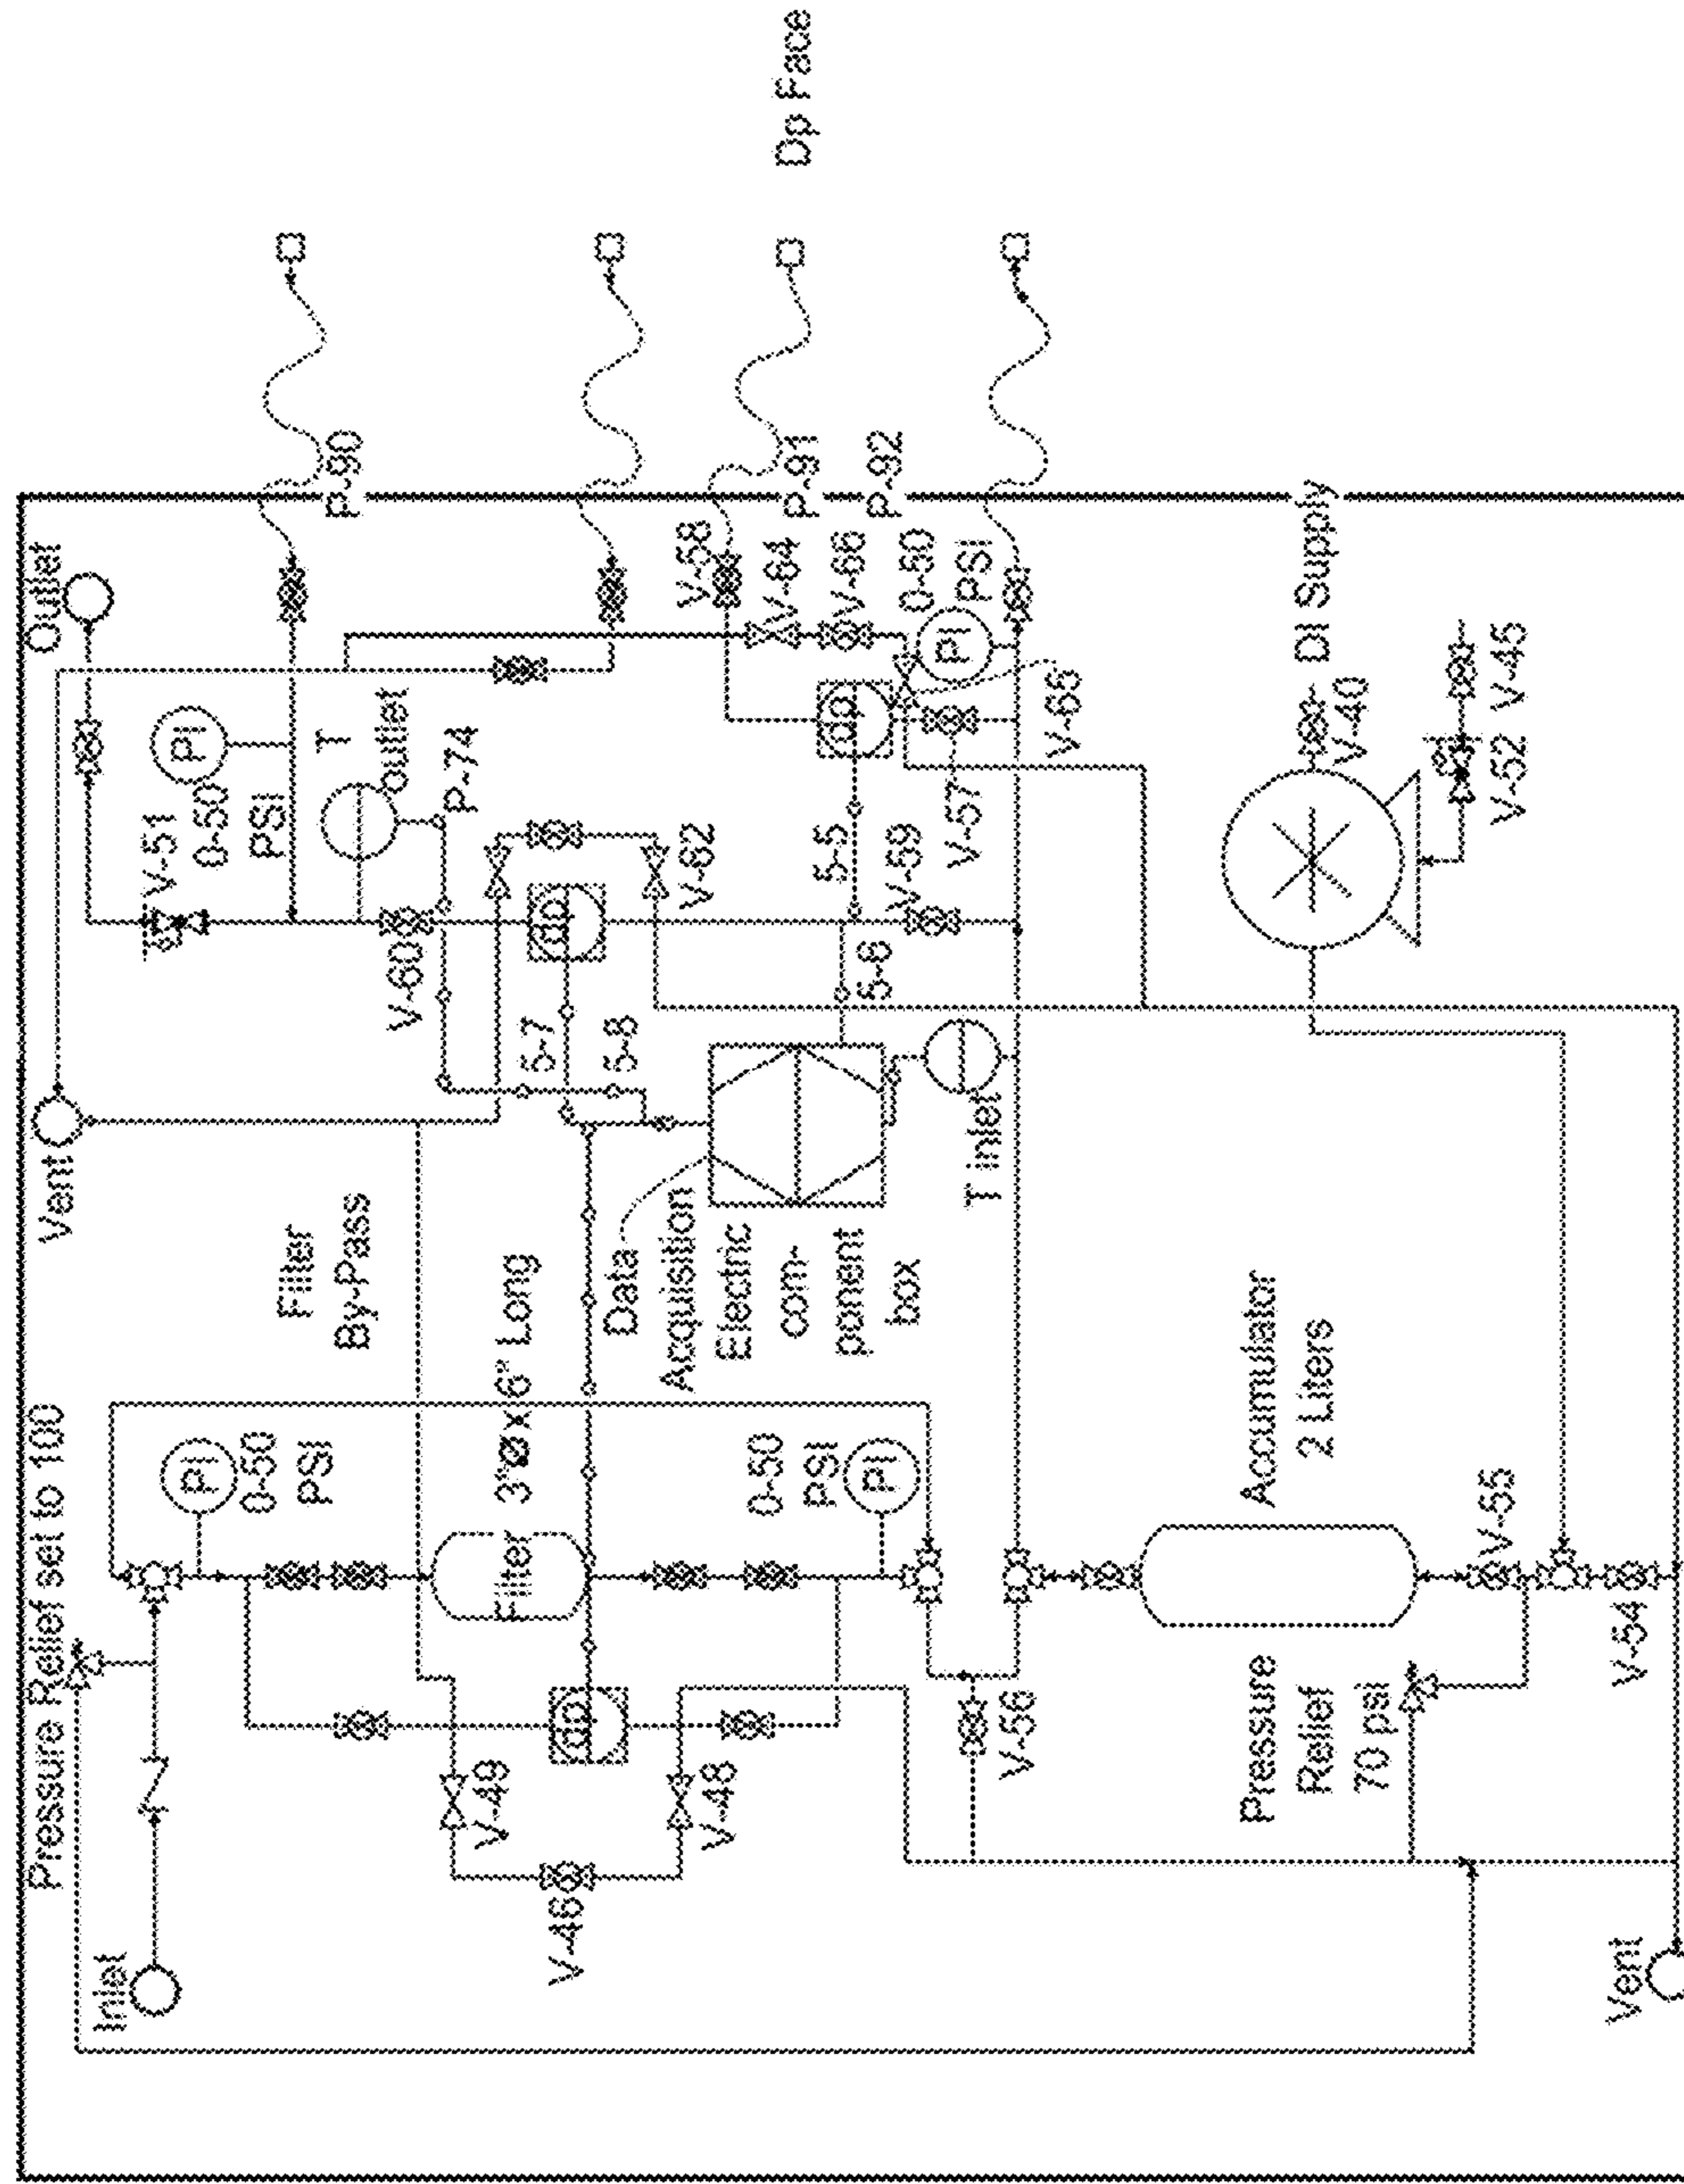 Pressure Relief set to 100
Inlet
Vent
Outlet
PI
0-50
PSI
Filter
By-Pass
V-51
PI
0-50
PSI
T
outlet
P-74
P-90
Filter 3"Ø x 6" Long
V-49
V-46
V-48
dp
V-60
dp
5-7
5-8
V-62
Data
Acquisition
Electric
com-
ponent
box
0-50
PSI
PI
V-58
V-64
V-66
P-91
P-92
Dp Face
0-50
PSI
PI
dp
5-5
5-6
V-59
V-57
V-65
T inlet
V-56
Accumulator
2 Liters
Pressure
Relief
70 psi
V-55
V-54
DI Supply
V-40
V-52
V-45
Vent